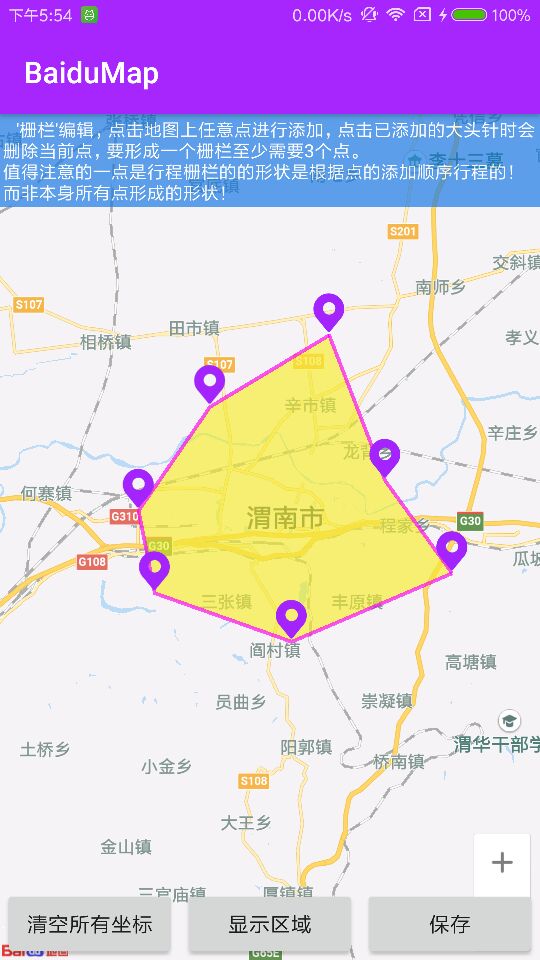 下午5:54
0.00K/s
100%
BaiduMap
'栅栏'编辑，点击地图上任意点进行添加，点击已添加的大头针时会
删除当前点，要形成一个栅栏至少需要3个点。
值得注意的一点是行程栅栏的的形状是根据点的添加顺序行程的！
而非本身所有点形成的形状！
S201
交斜镇
南师乡
S107
田市镇
相桥镇
孝义
S107
S108
辛市镇
辛庄乡
何寨镇
G310
渭南市
程家乡
G30
G30
G108
瓜坡
三张镇
丰原镇
阎村镇
高塘镇
员曲乡
崇凝镇
土桥乡
阳郭镇
渭华干部学
小金乡
桥南镇
S108
大王乡
金山镇
三官庙镇
厚镇镇
清空所有坐标
显示区域
保存
G65E